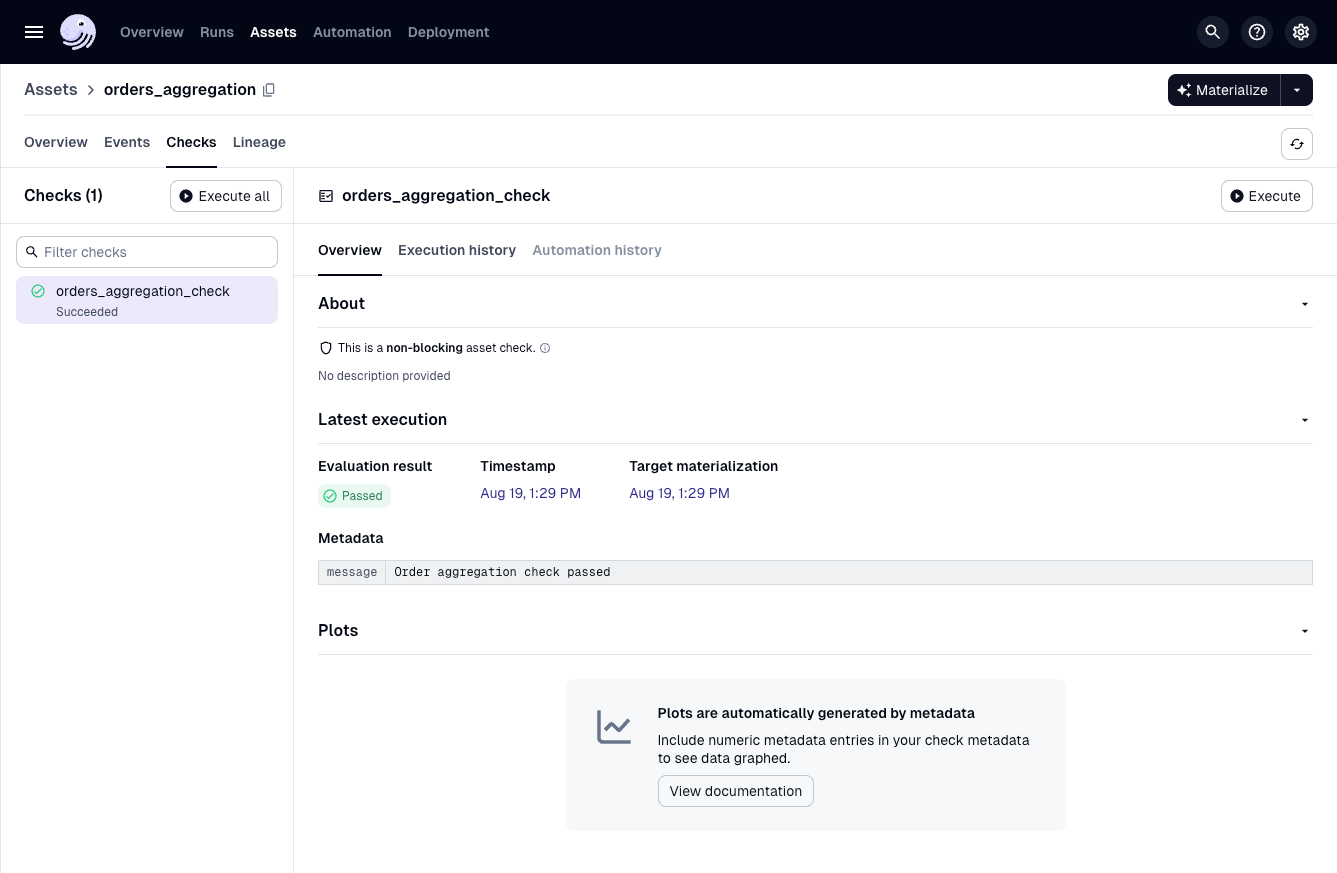 Overview Runs Assets Automation Deployment
Assets > orders_aggregation
Materialize
Overview Events Checks Lineage
Checks (1)
Execute all
Filter checks
orders_aggregation_check
Succeeded
orders_aggregation_check
Execute
Overview Execution history Automation history
About
This is a non-blocking asset check.
No description provided
Latest execution
Evaluation result Timestamp Target materialization
Passed Aug 19, 1:29 PM Aug 19, 1:29 PM
Metadata
message Order aggregation check passed
Plots
Plots are automatically generated by metadata
Include numeric metadata entries in your check metadata
to see data graphed.
View documentation